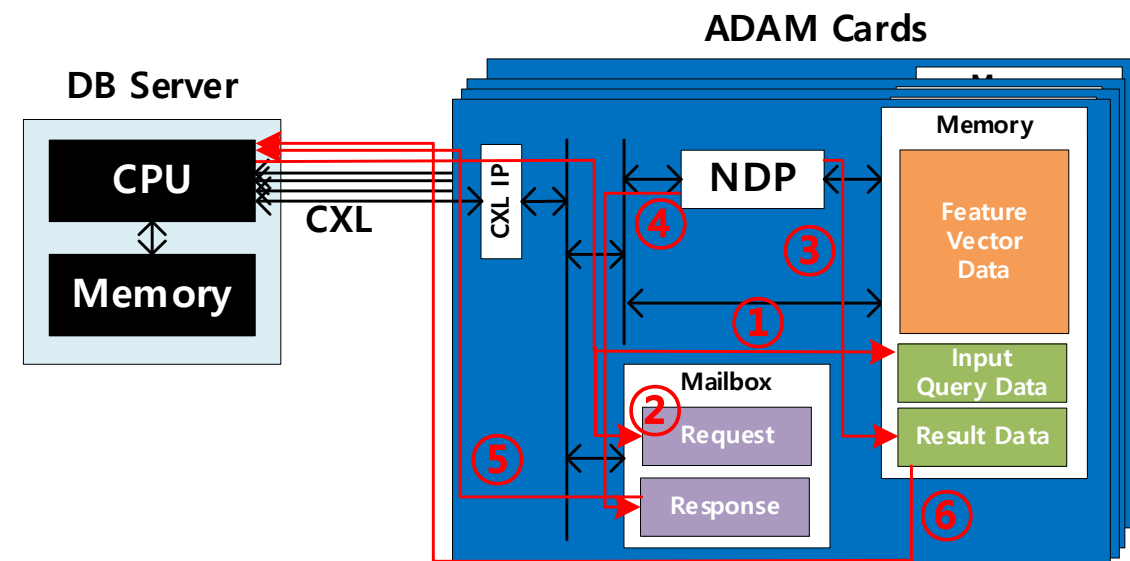 ADAM Cards
DB Server
CPU
Memory
CXL
CXL IP
NDP
Memory
Feature
Vector
Data
Input
Query Data
Result Data
Mailbox
Request
Response
①
②
③
④
⑤
⑥